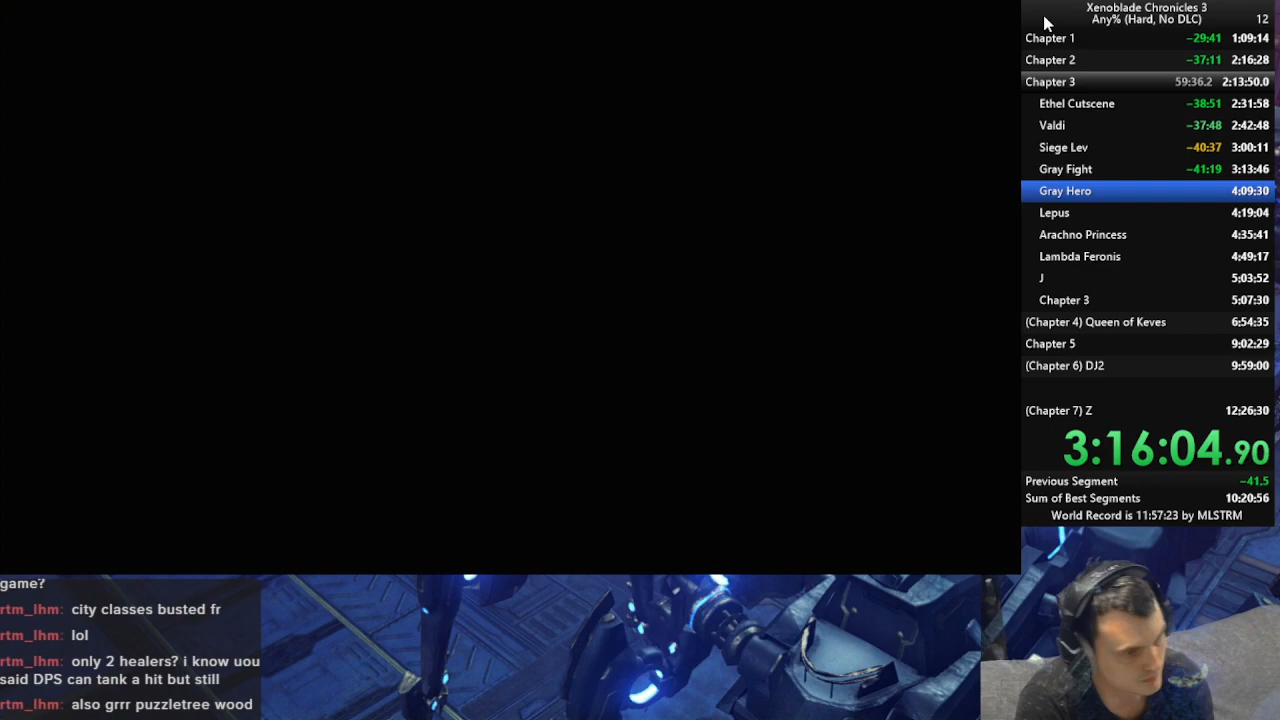 Xenoblade Chronicles 3
Any% (Hard, No DLC) 12
Chapter 1 -29:41 1:09:14
Chapter 2 -37:11 2:16:28
Chapter 3 59:36.2 2:13:50.0
Ethel Cutscene -38:51 2:31:58
Valdi -37:48 2:42:48
Siege Lev -40:37 3:00:11
Gray Fight -41:19 3:13:46
Gray Hero 4:09:30
Lepus 4:19:04
Arachno Princess 4:35:41
Lambda Feronis 4:49:17
J 5:03:52
Chapter 3 5:07:30
(Chapter 4) Queen of Keves 6:54:35
Chapter 5 9:02:29
(Chapter 6) DJ2 9:59:00
(Chapter 7) Z 12:26:30
3:16:04.90
Previous Segment -41.5
Sum of Best Segments 10:20:56
World Record is 11:57:23 by MLSTRM
game?
rtm_lhm: city classes busted fr
rtm_lhm: lol
rtm_lhm: only 2 healers? i know uou
said DPS can tank a hit but still
rtm_lhm: also grrr puzzletree wood